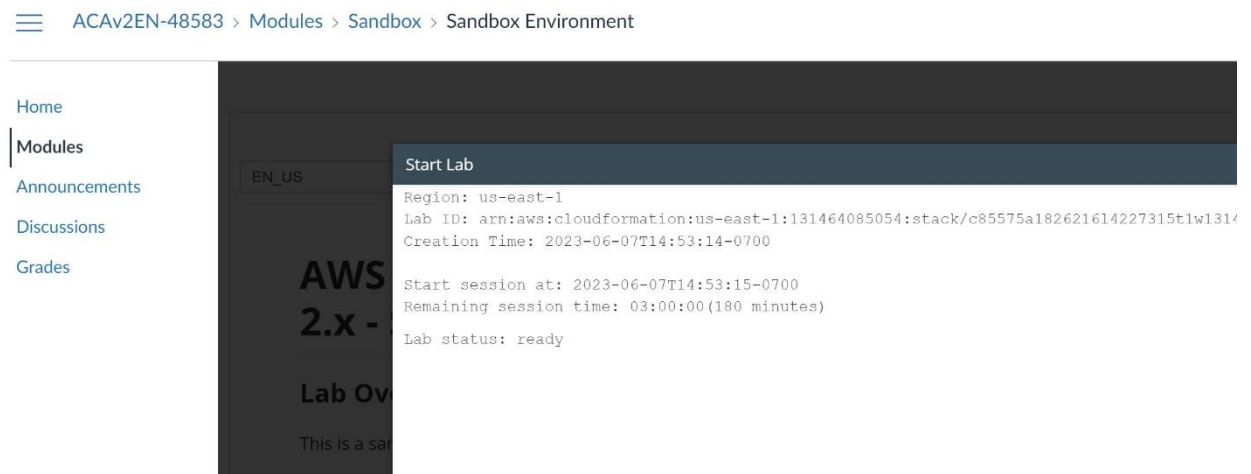 ACAv2EN-48583 > Modules > Sandbox > Sandbox Environment
Home
Modules
Announcements
Discussions
Grades
EN_US
Start Lab
Region: us-east-1
Lab ID: arn:aws:cloudformation:us-east-1:131464085054:stack/c85575a182621614227315t1w1314
Creation Time: 2023-06-07T14:53:14-0700
Start session at: 2023-06-07T14:53:15-0700
Remaining session time: 03:00:00(180 minutes)
Lab status: ready
AWS
2.x -
Lab Ov
This is a sa